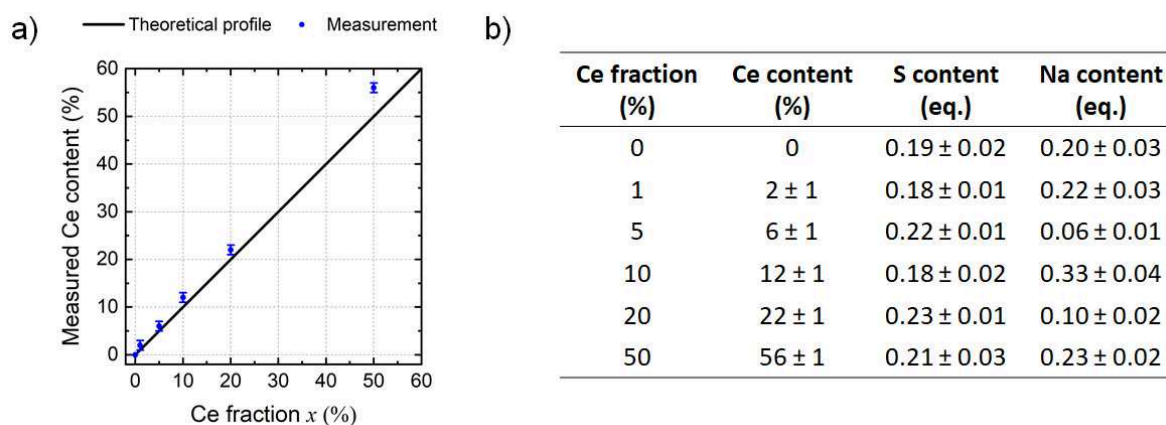 a)
Theoretical profile
Measurement
60
50
40
30
20
10
0
Measured Ce content (%)
0 10 20 30 40 50 60
Ce fraction x (%)
b)
Ce fraction (%) Ce content (%) S content (eq.) Na content (eq.)
0 0 0.19 ± 0.02 0.20 ± 0.03
1 2 ± 1 0.18 ± 0.01 0.22 ± 0.03
5 6 ± 1 0.22 ± 0.01 0.06 ± 0.01
10 12 ± 1 0.18 ± 0.02 0.33 ± 0.04
20 22 ± 1 0.23 ± 0.01 0.10 ± 0.02
50 56 ± 1 0.21 ± 0.03 0.23 ± 0.02